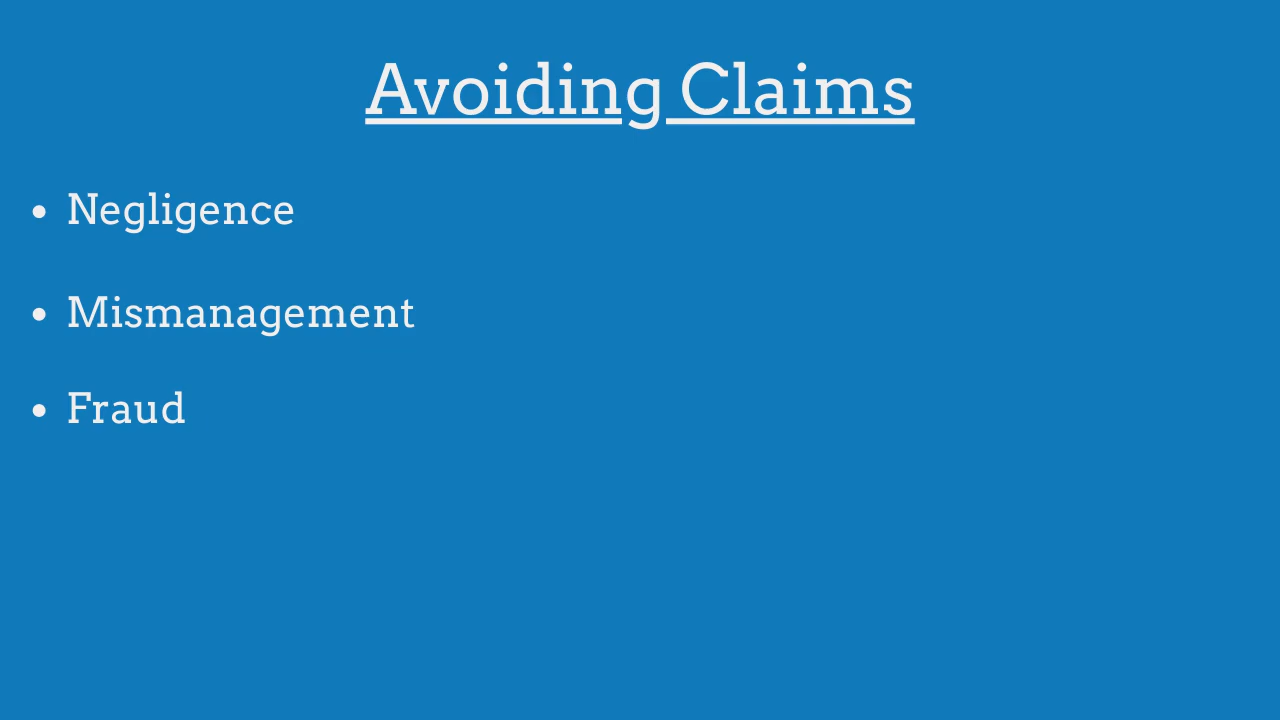 Avoiding Claims
• Negligence
• Mismanagement
• Fraud